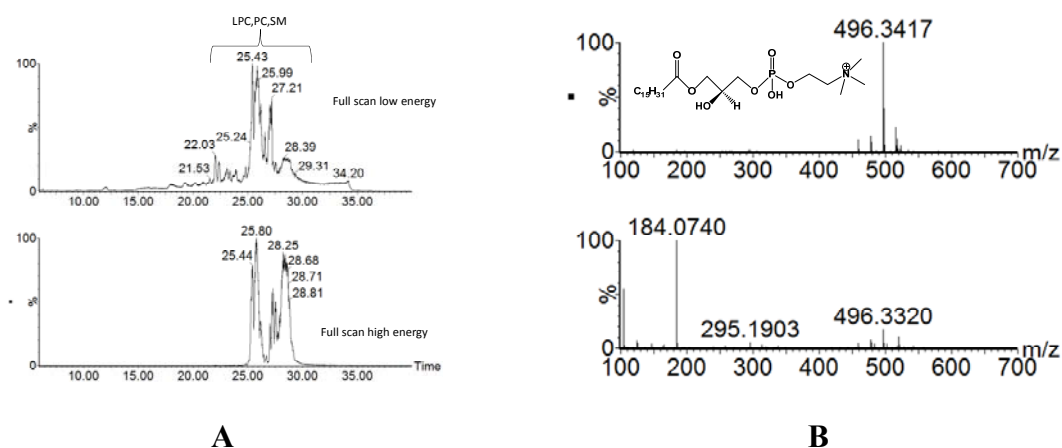 LPC,PC,SM
25.43
25.99
27.21
Full scan low energy
22.03
25.24
21.53
28.39
29.31
34.20
100
%
0
10.00 15.00 20.00 25.00 30.00 35.00
25.80
25.44
28.25
28.68
28.71
28.81
Full scan high energy
100
%
0
Time
10.00 15.00 20.00 25.00 30.00 35.00
A
496.3417
100
%
0
O
C15H31
O
HO
H
O
O
P
OH
O
N
+
m/z
100 200 300 400 500 600 700
184.0740
100
%
0
295.1903
496.3320
m/z
100 200 300 400 500 600 700
B